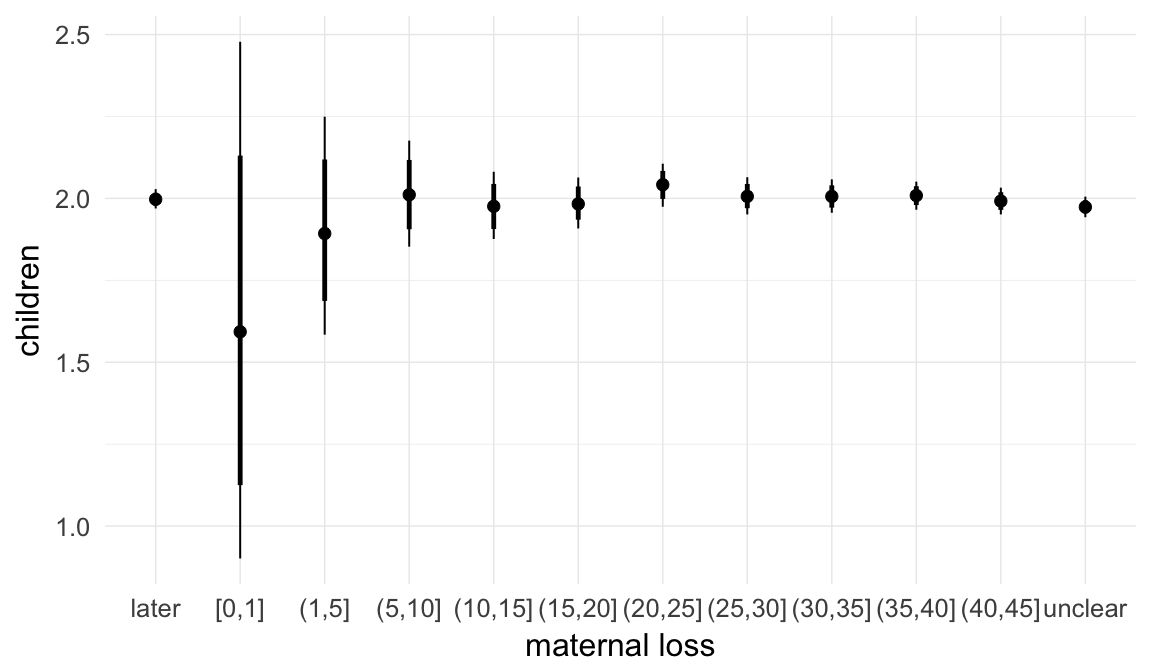 2.5
2.0
1.5
1.0
children
later [0,1] (1,5] (5,10] (10,15] (15,20] (20,25] (25,30] (30,35] (35,40] (40,45] unclear
maternal loss